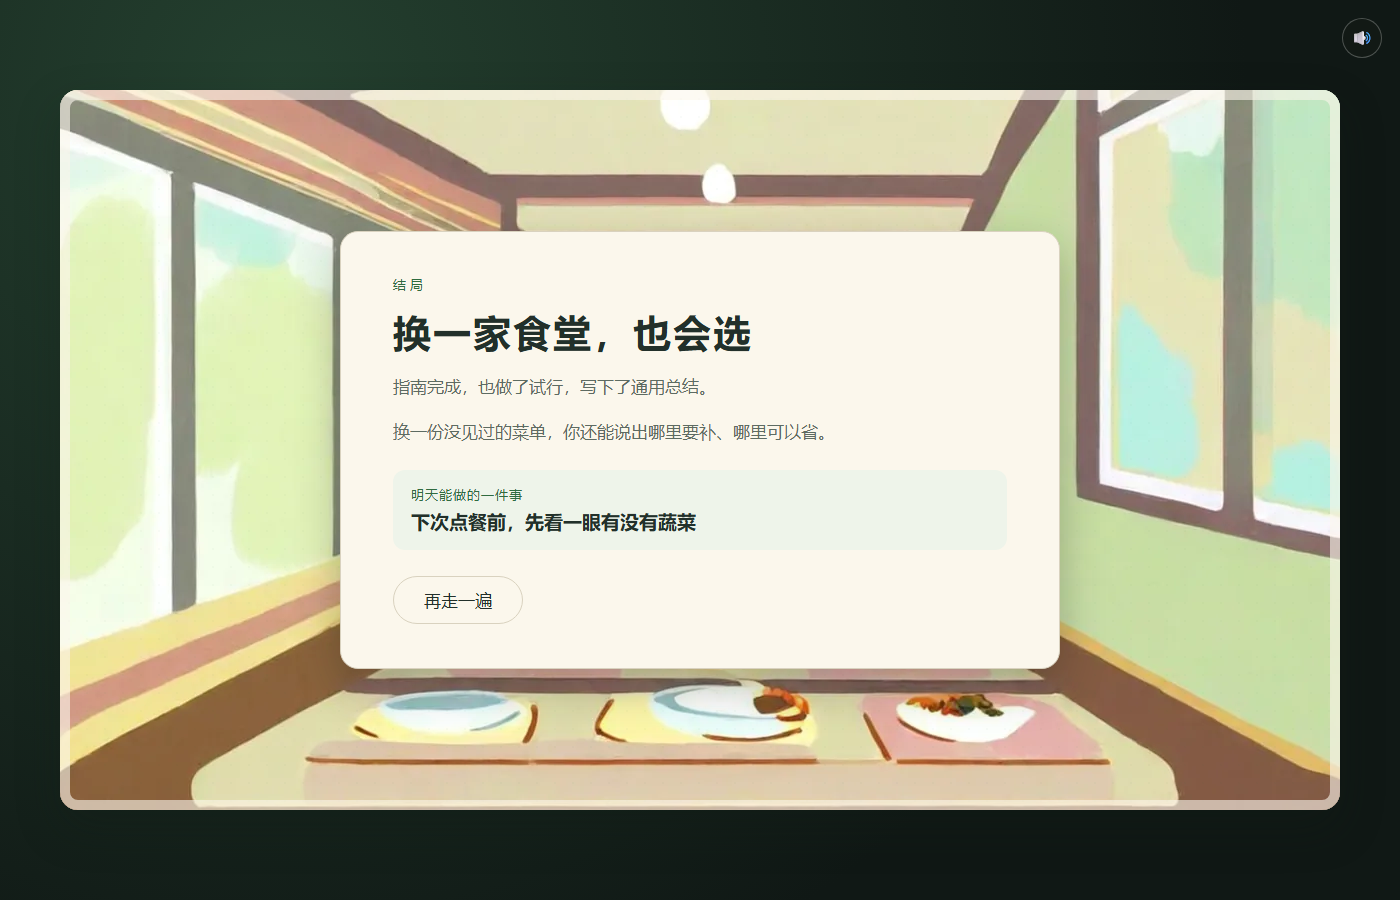 结局
换一家食堂，也会选
指南完成，也做了试行，写下了通用总结。
换一份没见过的菜单，你还能说出哪里要补、哪里可以省。
明天能做的一件事
下次点餐前，先看一眼有没有蔬菜
再走一遍